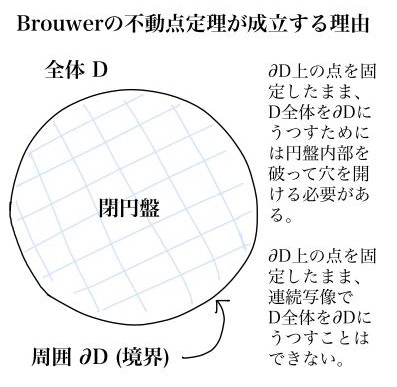 Brouwerの不動点定理が成立する理由
全体 D
閉円盤
周囲 ∂D (境界)
∂D上の点を固
定したまま、
D全体を∂Dに
うつすために
は円盤内部を
破って穴を開
ける必要があ
る。
∂D上の点を固
定したまま、
連続写像で
D全体を∂Dに
うつすことは
できない。